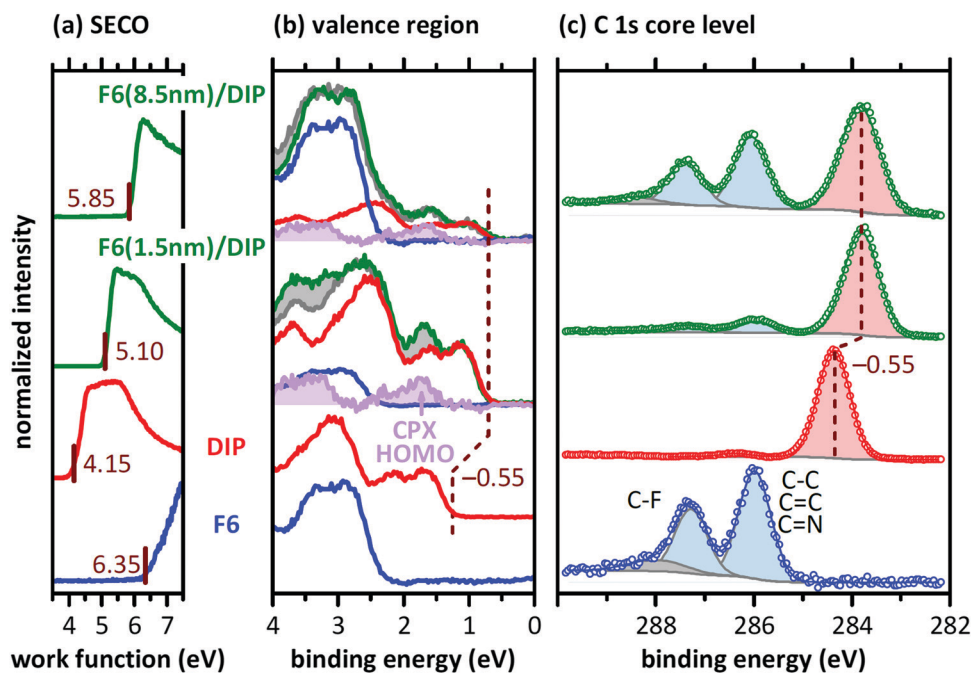 (a) SECO
(b) valence region
(c) C 1s core level
normalized intensity
F6(8.5nm)/DIP
5.85
F6(1.5nm)/DIP
5.10
DIP
4.15
F6
6.35
CPX
HOMO
–0.55
–0.55
C-F
C-C
C=C
C=N
4 5 6 7
4 3 2 1 0
288 286 284 282
work function (eV)
binding energy (eV)
binding energy (eV)